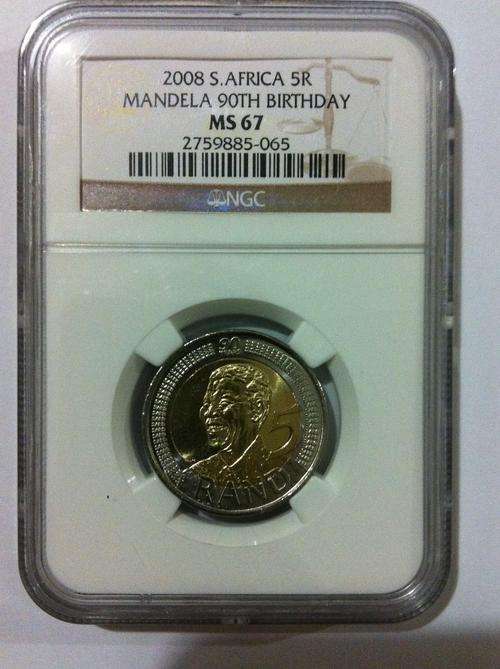 2008 S.AFRICA 5R
MANDELA 90TH BIRTHDAY
MS 67
2759885-065
NGC
90
5
RAND